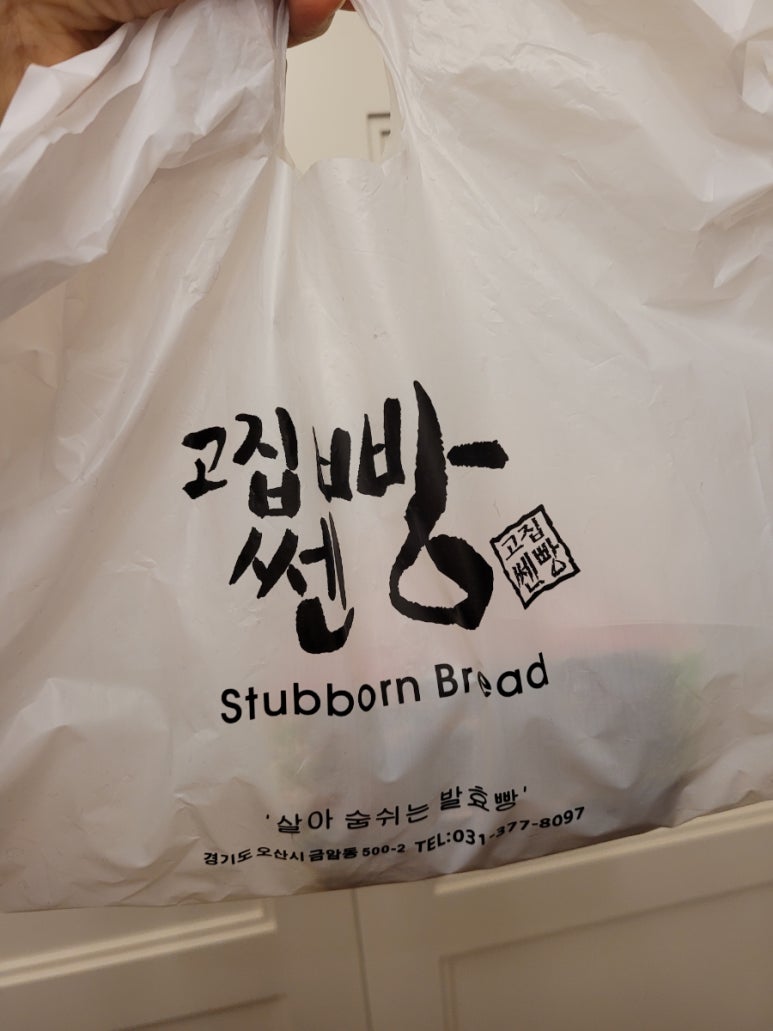 고집쎈빵
고집
쎈빵
Stubborn Bread
'살아 숨쉬는 발효빵'
경기도 오산시 금암동 500-2 TEL:031-377-8097